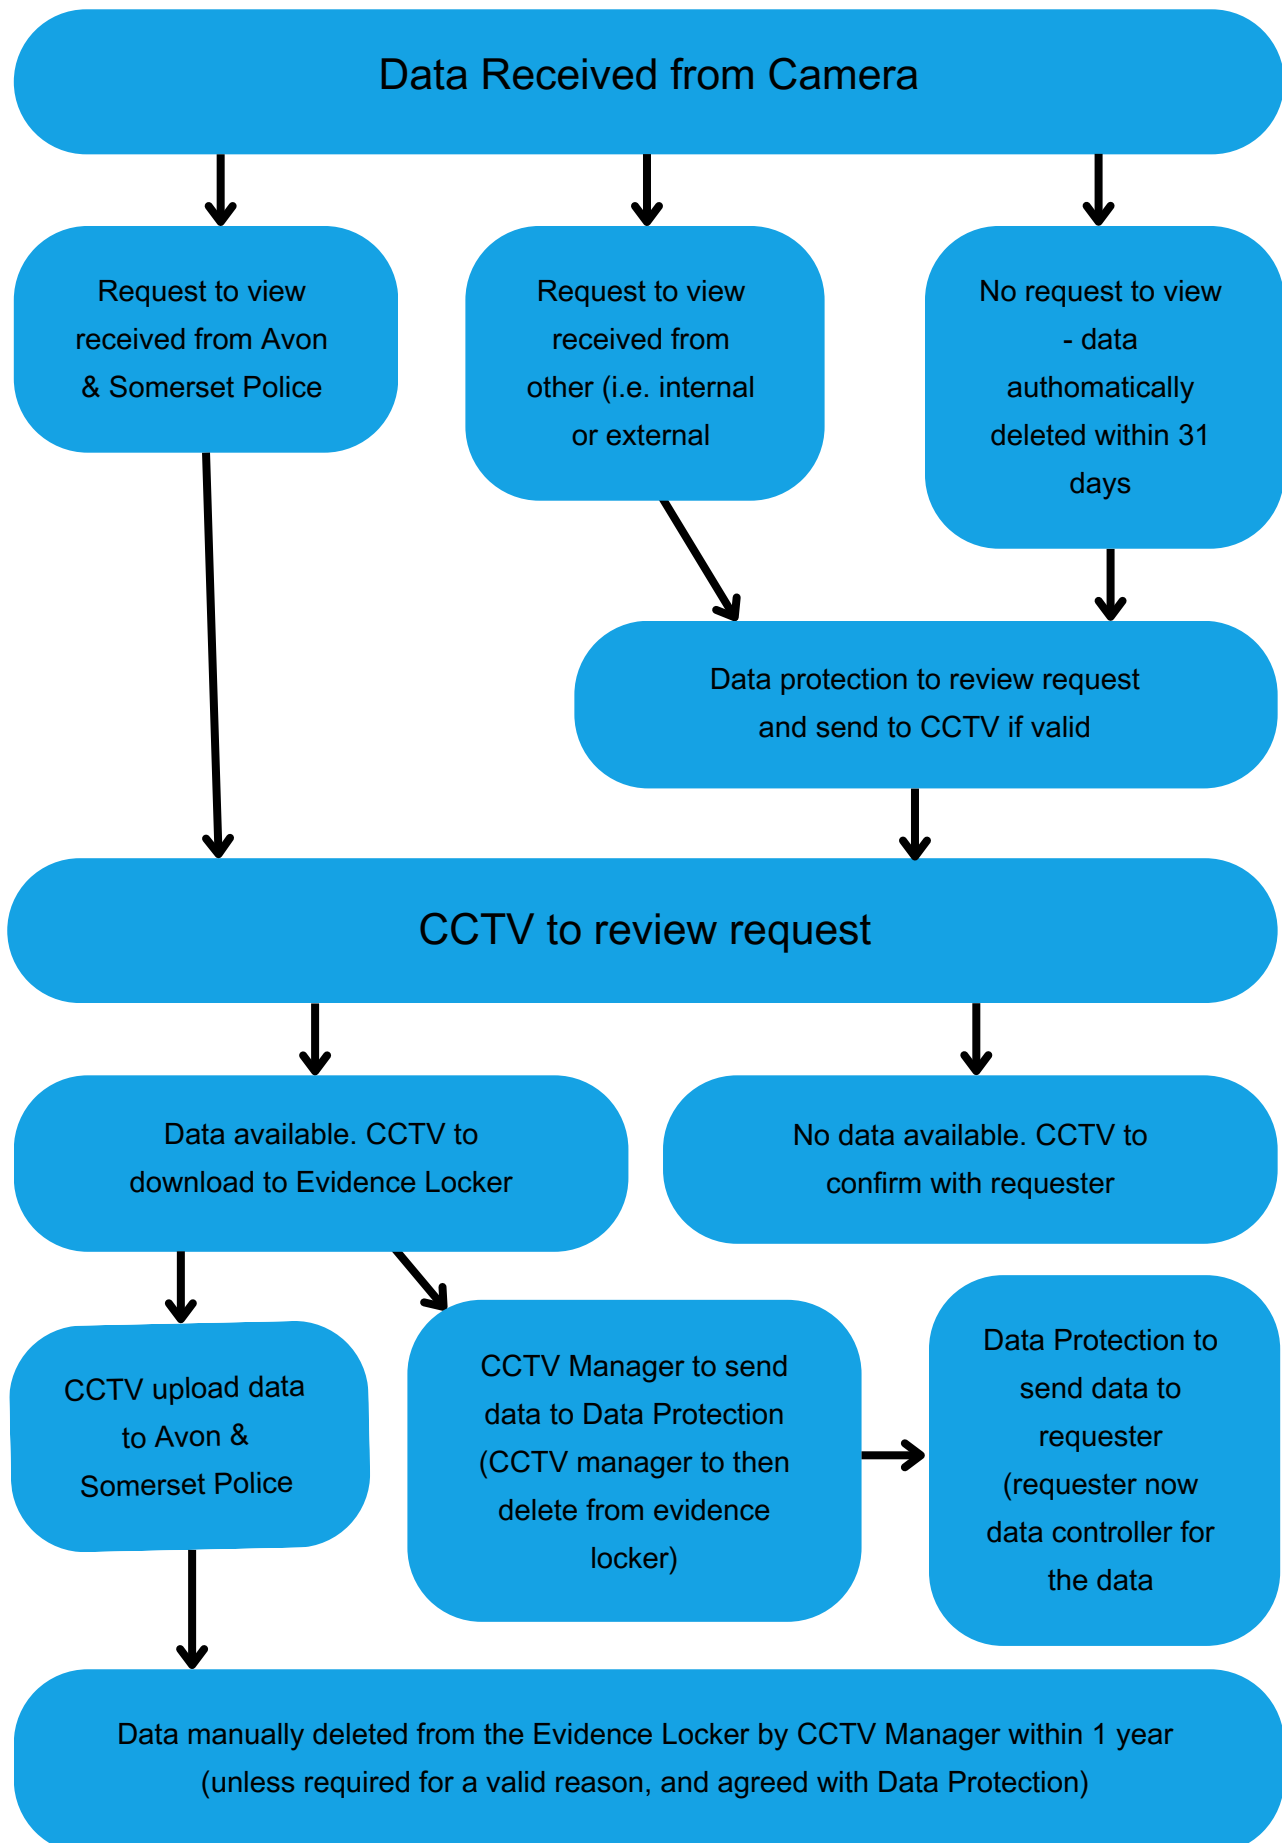 Data Received from Camera
Request to view
received from Avon
& Somerset Police
Request to view
received from
other (i.e. internal
or external
No request to view
- data
authomatically
deleted within 31
days
Data protection to review request
and send to CCTV if valid
CCTV to review request
Data available. CCTV to
download to Evidence Locker
No data available. CCTV to
confirm with requester
CCTV upload data
to Avon &
Somerset Police
CCTV Manager to send
data to Data Protection
(CCTV manager to then
delete from evidence
locker)
Data Protection to
send data to
requester
(requester now
data controller for
the data
Data manually deleted from the Evidence Locker by CCTV Manager within 1 year
(unless required for a valid reason, and agreed with Data Protection)